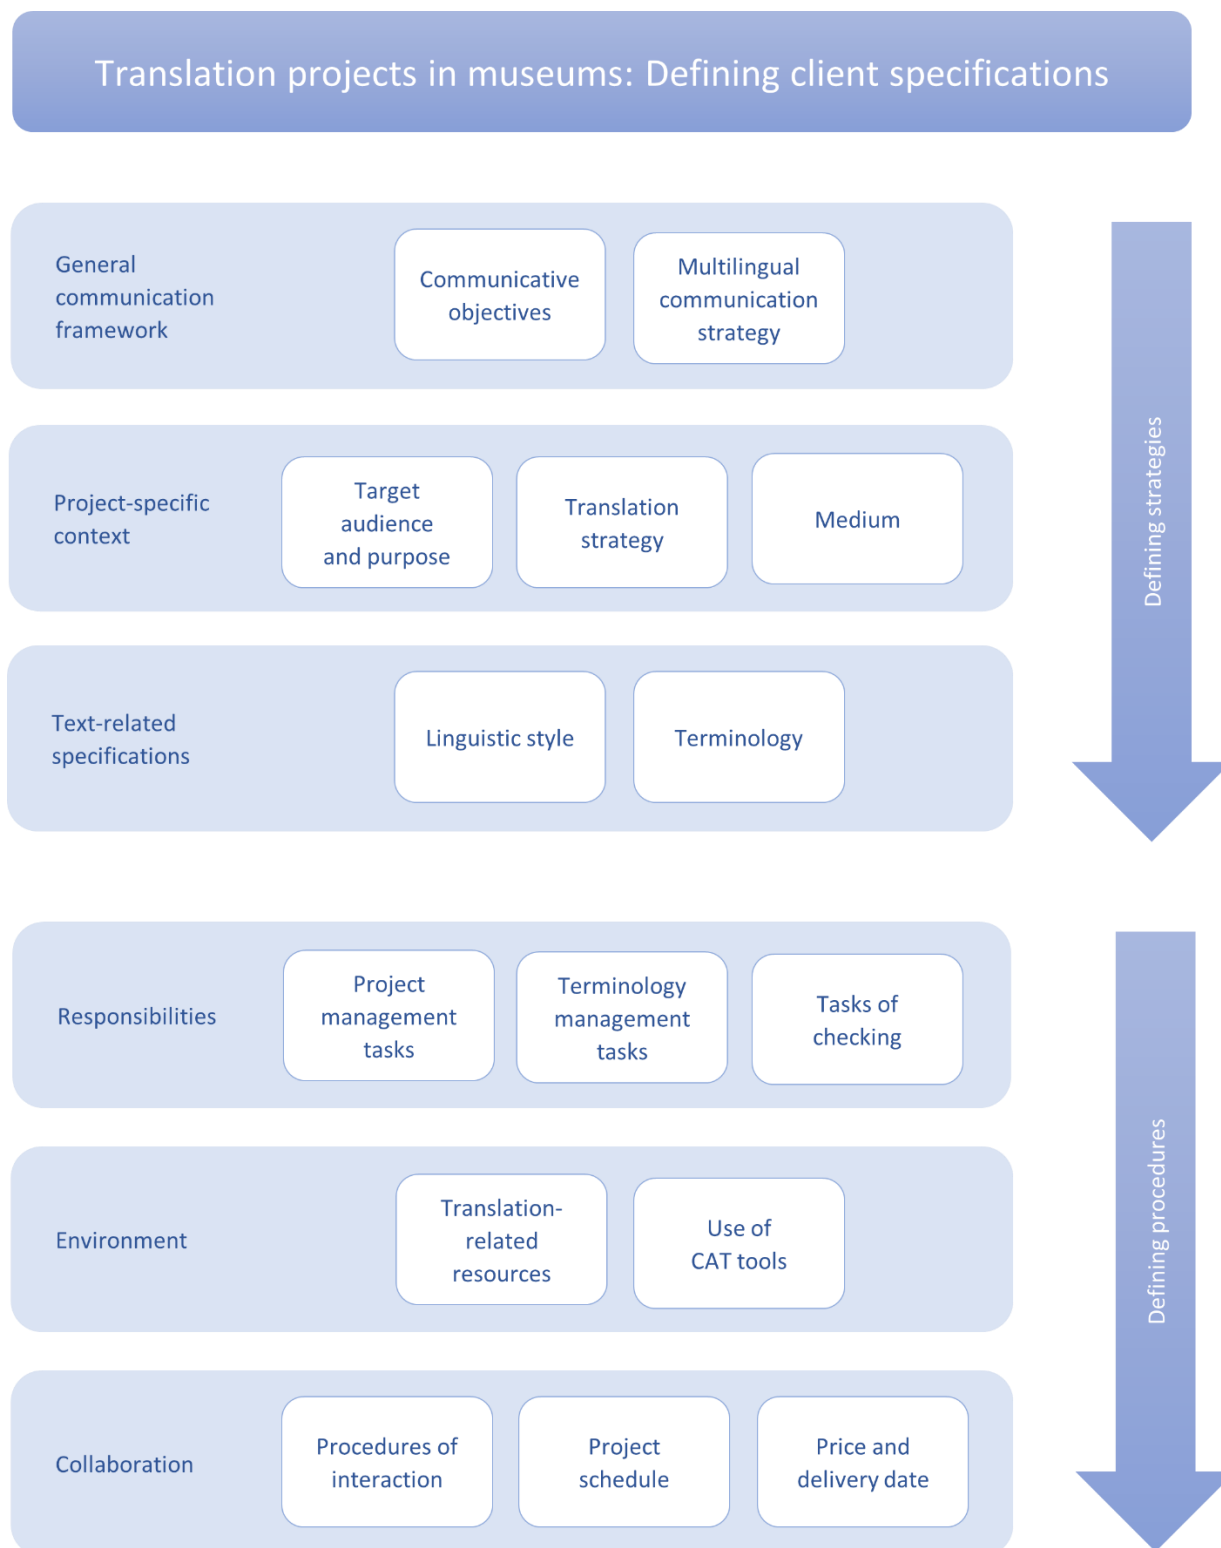 Translation projects in museums: Defining client specifications
General
communication
framework
Communicative
objectives
Multilingual
communication
strategy
Project-specific
context
Target
audience
and purpose
Translation
strategy
Medium
Text-related
specifications
Linguistic style
Terminology
Defining strategies
Responsibilities
Project
management
tasks
Terminology
management
tasks
Tasks of
checking
Environment
Translation-
related
resources
Use of
CAT tools
Collaboration
Procedures of
interaction
Project
schedule
Price and
delivery date
Defining procedures